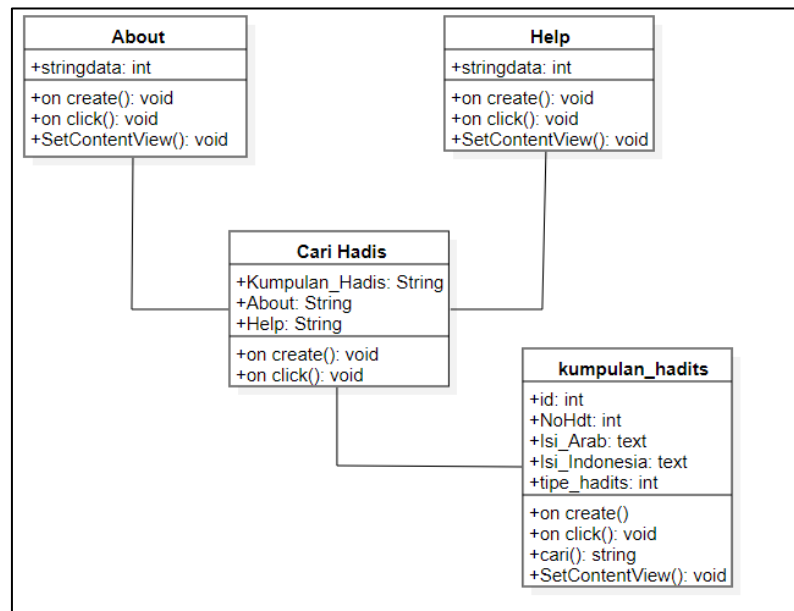 About
+stringdata: int
+on create(): void
+on click(): void
+SetContentView(): void
Help
+stringdata: int
+on create(): void
+on click(): void
+SetContentView(): void
Cari Hadis
+Kumpulan_Hadis: String
+About: String
+Help: String
+on create(): void
+on click(): void
kumpulan_hadits
+id: int
+NoHdt: int
+Isi_Arab: text
+Isi_Indonesia: text
+tipe_hadits: int
+on create()
+on click(): void
+cari(): string
+SetContentView(): void